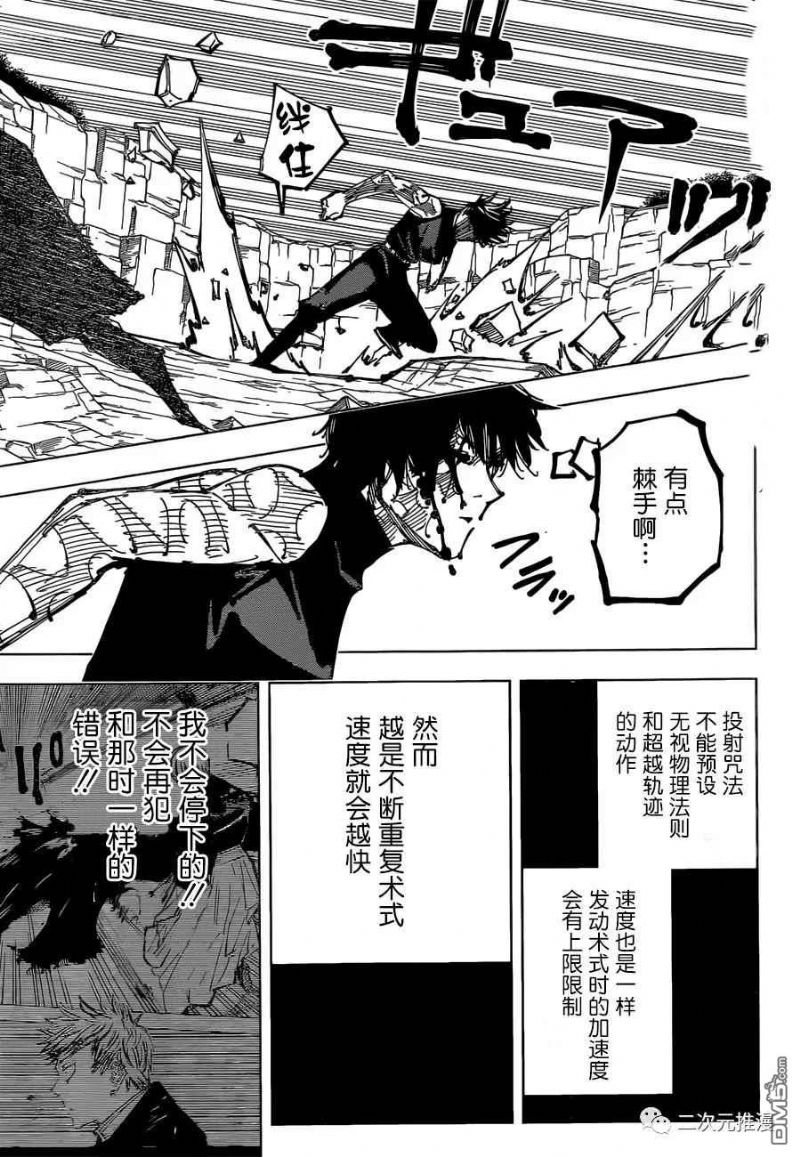 ギュアッ
线住
有点
棘手啊…
投射咒法
不能预设
无视物理法则
和超越轨迹
的动作
速度也是一样
发动术式时的加速度
会有上限限制
然而
越是不断重复术式
速度就会越快
我不会停下的!!
不会再犯
和那时一样的
错误!!
二次元推漫
DM5.com